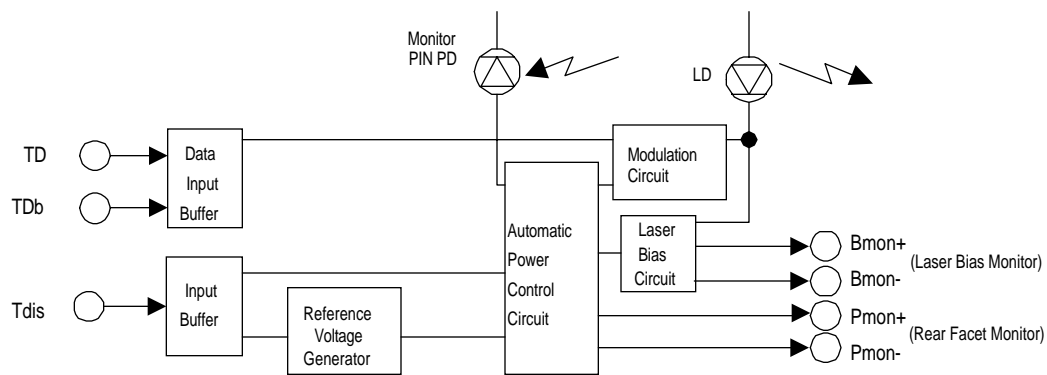 Monitor
PIN PD
LD
TD
TDb
Data
Input
Buffer
Modulation
Circuit
Automatic
Power
Control
Circuit
Laser
Bias
Circuit
Bmon+
(Laser Bias Monitor)
Bmon-
Tdis
Input
Buffer
Reference
Voltage
Generator
Pmon+
(Rear Facet Monitor)
Pmon-